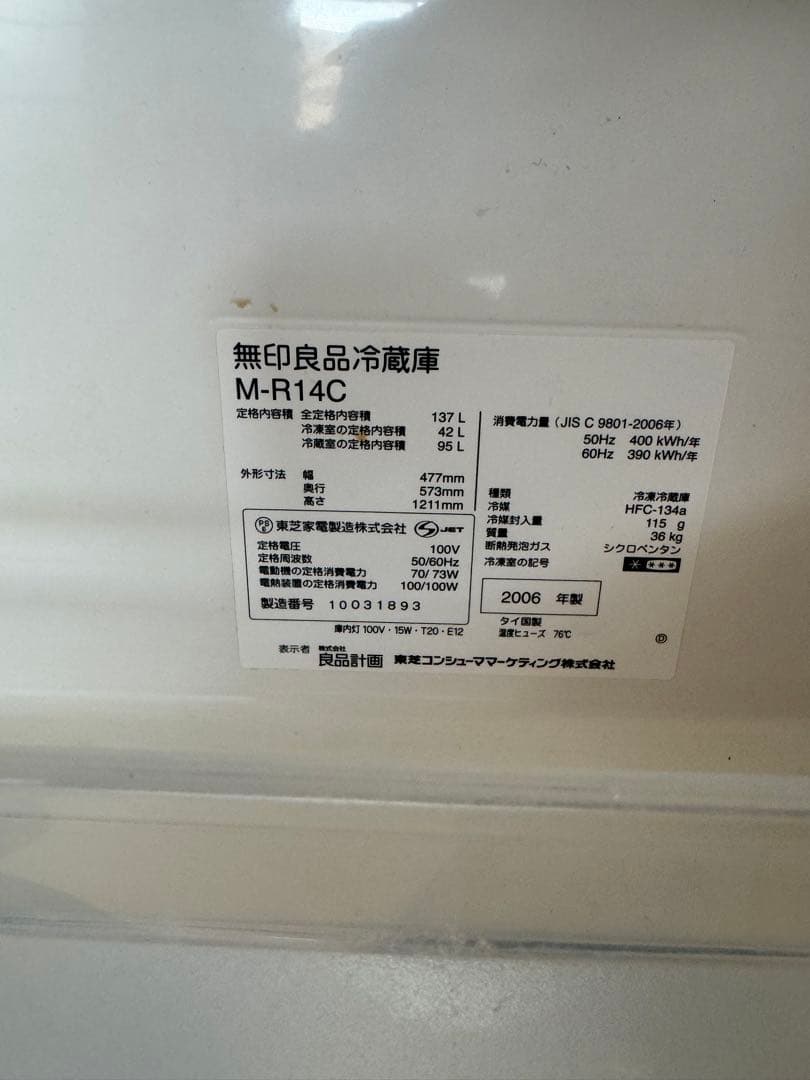 無印良品冷蔵庫
M-R14C
定格内容積 全定格内容積 137 L
冷凍室の定格内容積 42 L
冷蔵室の定格内容積 95 L
外形寸法 幅 477mm
奥行 573mm
高さ 1211mm
PS E 東芝家電製造株式会社 S JET
定格電圧 100V
定格周波数 50/60Hz
電動機の定格消費電力 70/73W
電熱装置の定格消費電力 100/100W
製造番号 10031893
庫内灯 100V・15W・T20・E12
消費電力量(JIS C 9801-2006年)
50Hz 400 kWh/年
60Hz 390 kWh/年
種類 冷凍冷蔵庫
冷媒 HFC-134a
冷媒封入量 115 g
質量 36 kg
断熱発泡ガス シクロペンタン
冷凍室の記号 * ***
2006 年製
タイ国製
温度ヒューズ 76℃
D
表示者 株式会社 良品計画 東芝コンシューママーケティング株式会社